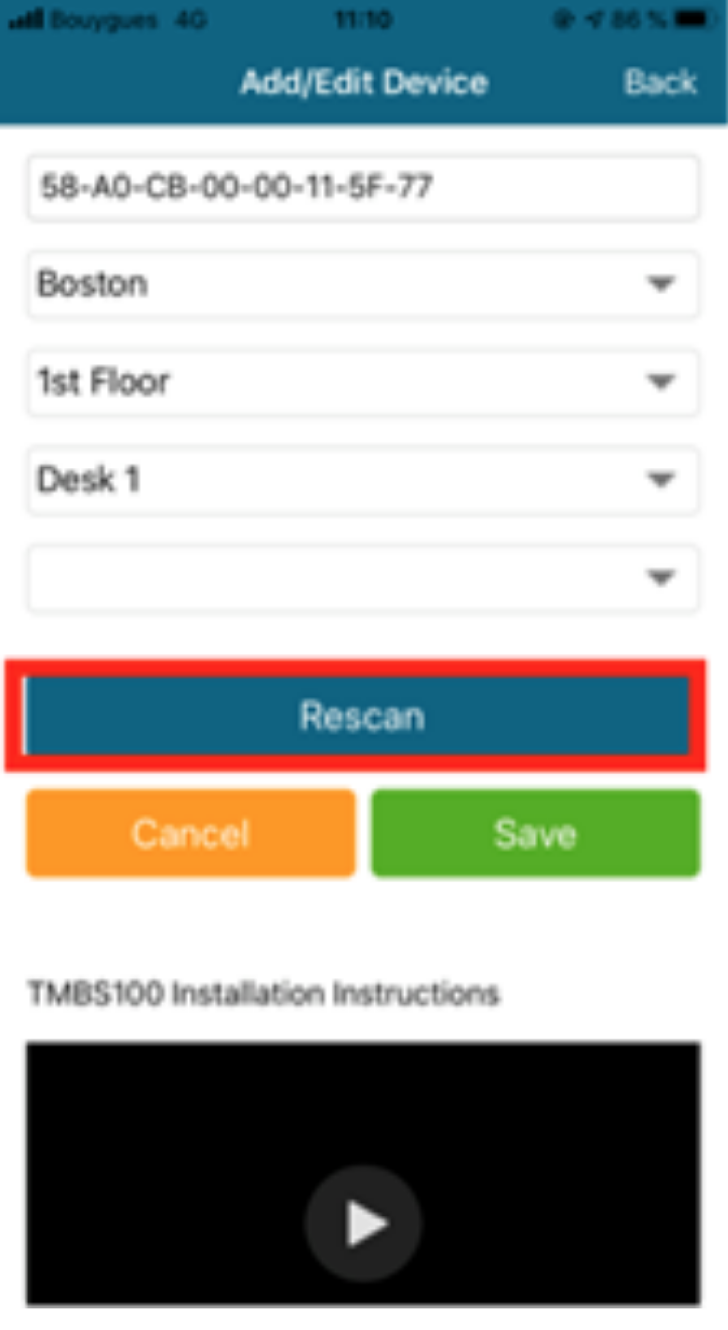 Bouygues 4G 11:10 86 %
Add/Edit Device Back
58-A0-CB-00-00-11-5F-77
Boston
1st Floor
Desk 1
Rescan
Cancel Save
TMBS100 Installation Instructions